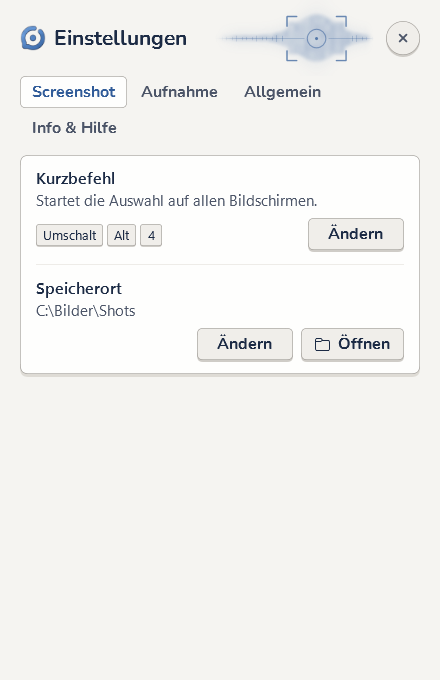 Einstellungen
Screenshot Aufnahme Allgemein
Info & Hilfe
Kurzbefehl
Startet die Auswahl auf allen Bildschirmen.
Umschalt Alt 4 Ändern
Speicherort
C:\Bilder\Shots
Ändern Öffnen